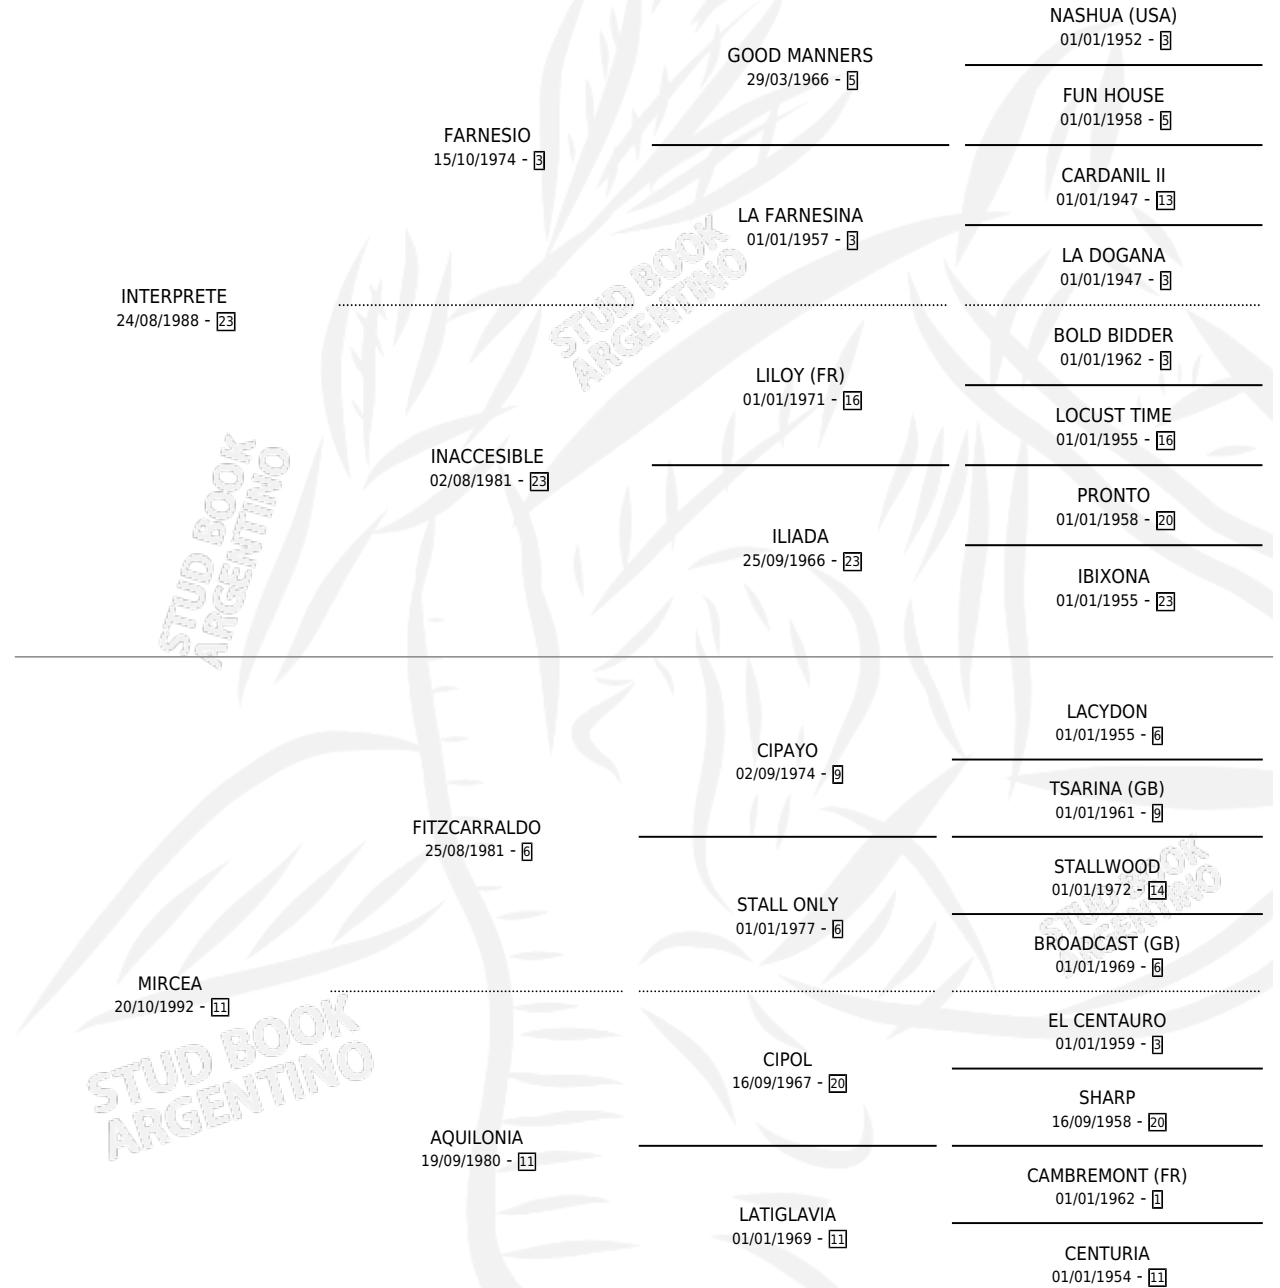 NASHUA (USA)
01/01/1952 - 3
GOOD MANNERS
29/03/1966 - 5
FUN HOUSE
01/01/1958 - 5
FARNESIO
15/10/1974 - 3
CARDANIL II
01/01/1947 - 13
LA FARNESINA
01/01/1957 - 3
LA DOGANA
01/01/1947 - 3
INTERPRETE
24/08/1988 - 23
BOLD BIDDER
01/01/1962 - 3
LILOY (FR)
01/01/1971 - 16
LOCUST TIME
01/01/1955 - 16
INACCESIBLE
02/08/1981 - 23
PRONTO
01/01/1958 - 20
ILIADA
25/09/1966 - 23
IBIXONA
01/01/1955 - 23
STUD BOOK
ARGENTINO
STUD BOOK
ARGENTINO
LACYDON
01/01/1955 - 6
CIPAYO
02/09/1974 - 9
TSARINA (GB)
01/01/1961 - 9
FITZCARRALDO
25/08/1981 - 6
STALLWOOD
01/01/1972 - 14
STALL ONLY
01/01/1977 - 6
BROADCAST (GB)
01/01/1969 - 6
STUD BOOK
ARGENTINO
MIRCEA
20/10/1992 - 11
EL CENTAURO
01/01/1959 - 3
CIPOL
16/09/1967 - 20
SHARP
16/09/1958 - 20
STUD BOOK
ARGENTINO
AQUILONIA
19/09/1980 - 11
CAMBREMONT (FR)
01/01/1962 - 1
LATIGLAVIA
01/01/1969 - 11
CENTURIA
01/01/1954 - 11